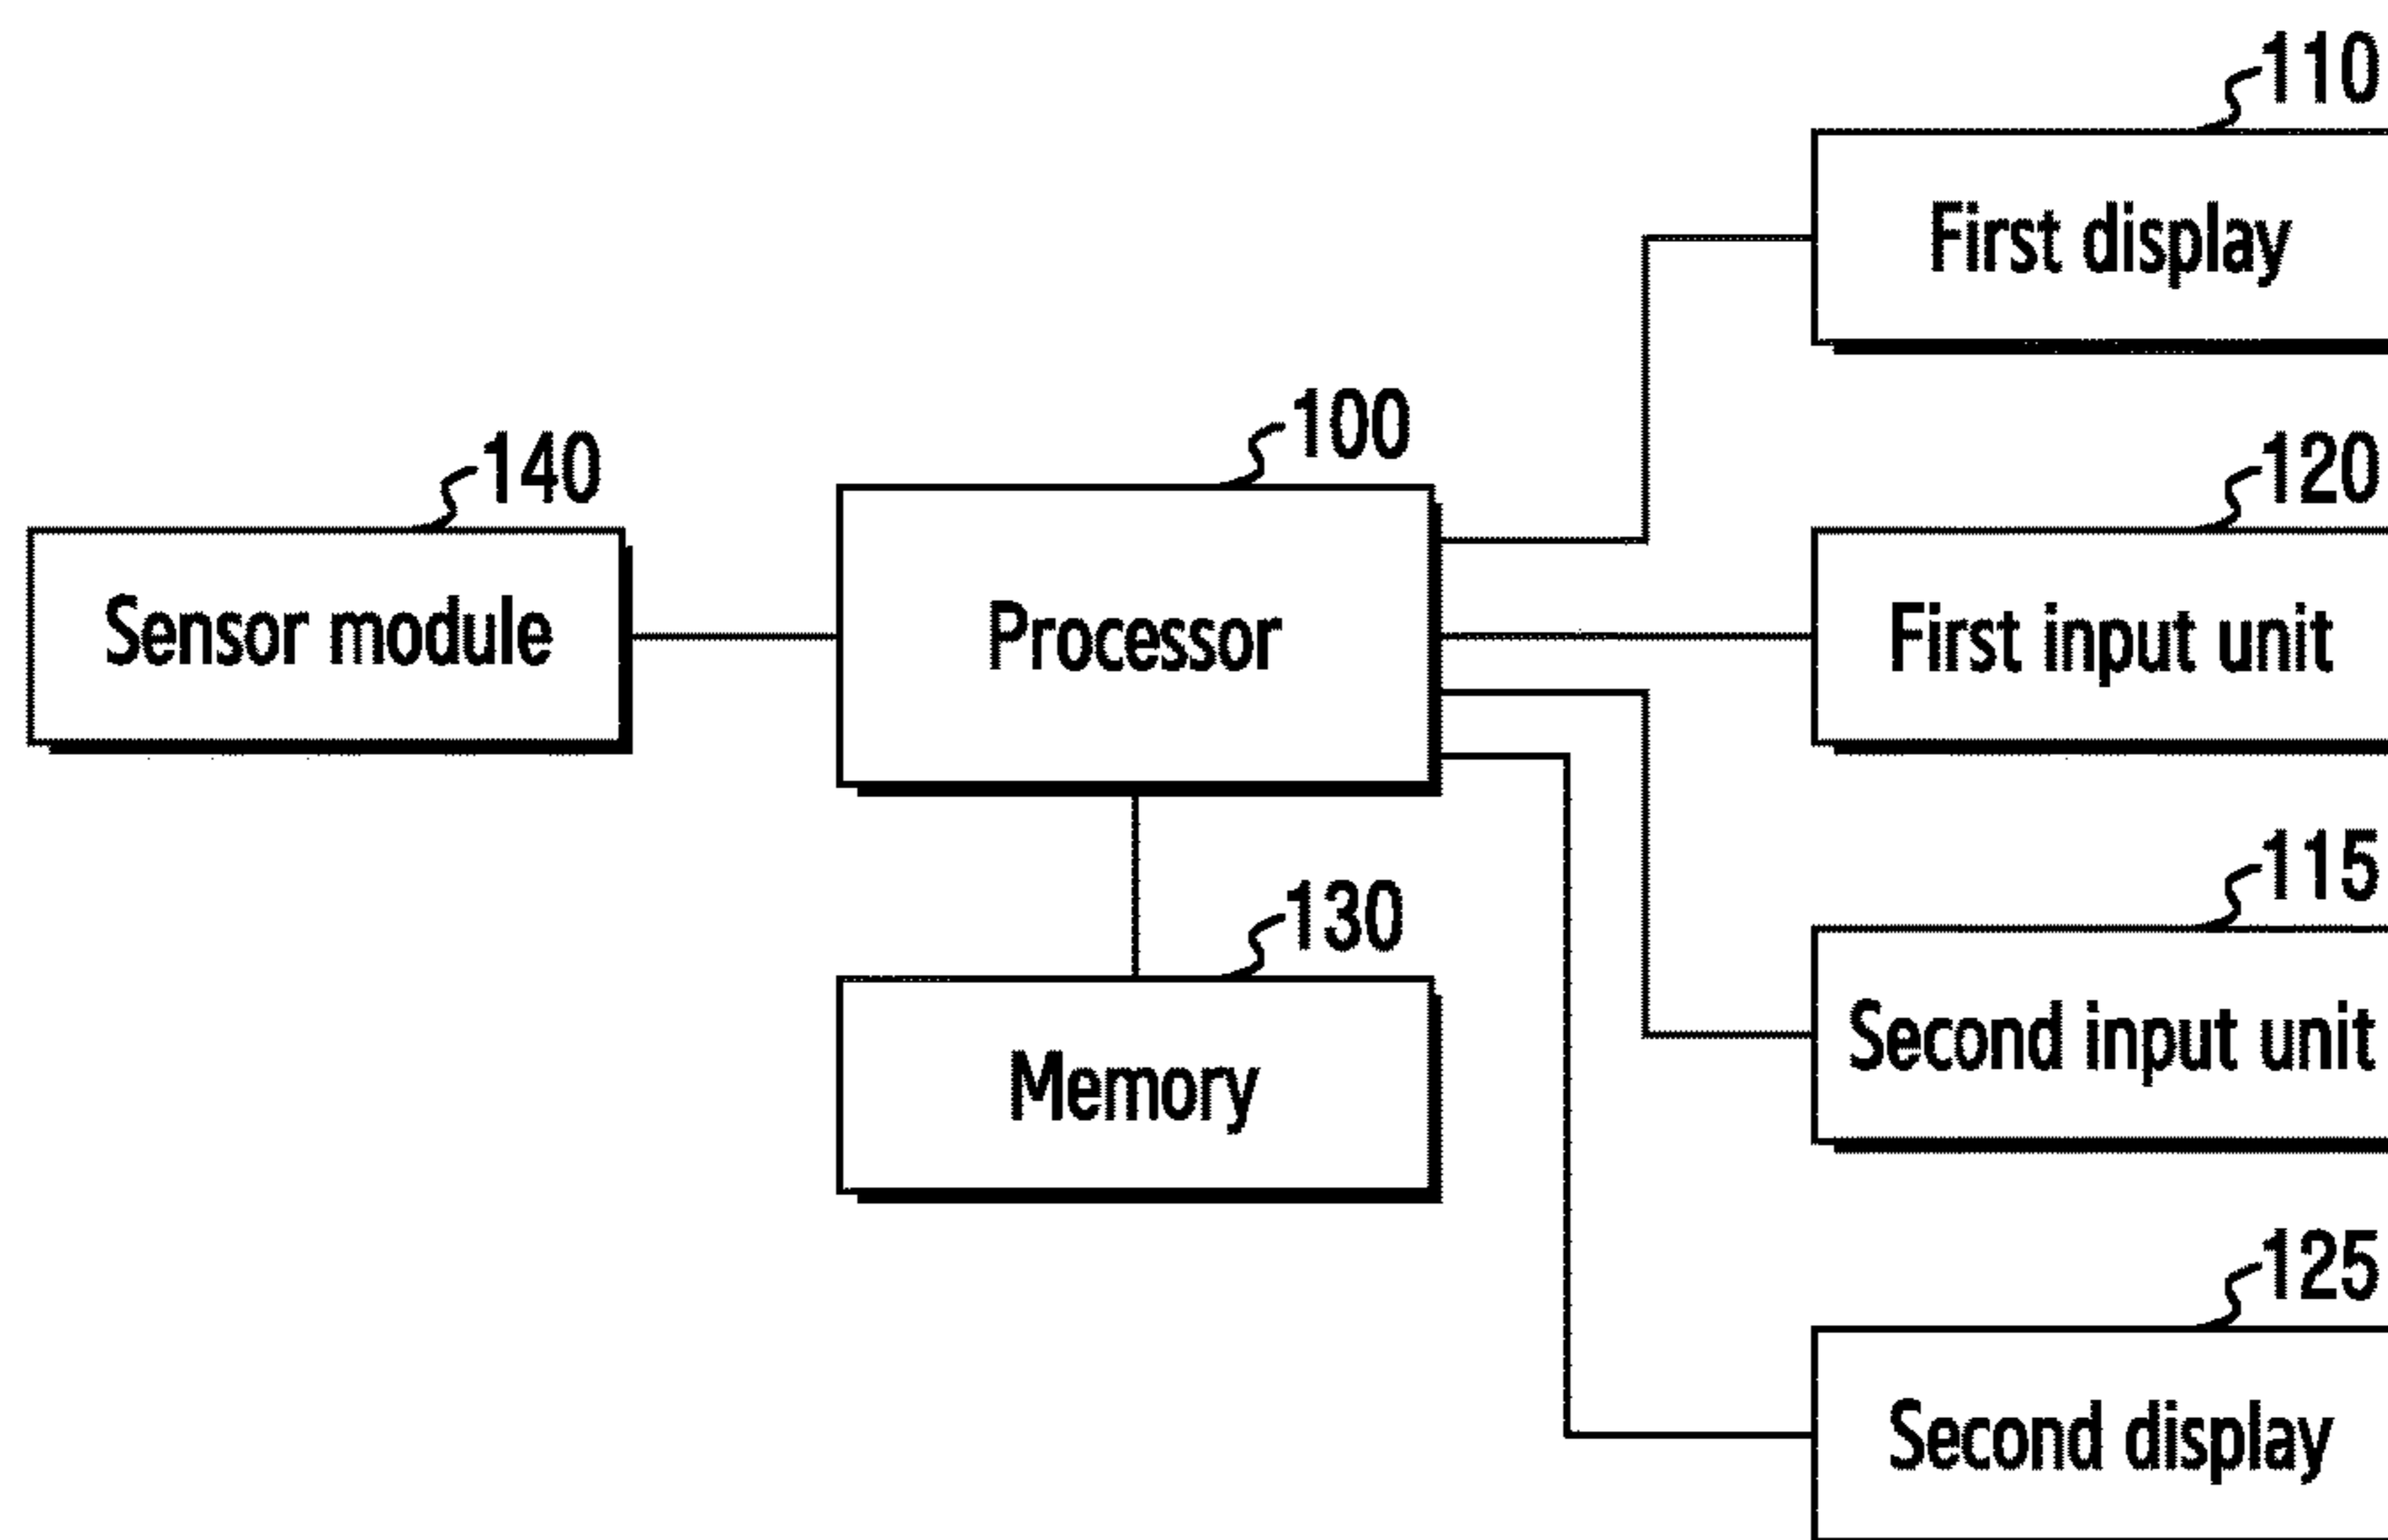 110
First display
100
140
120
Sensor module
Processor
First input unit
115
130
Second input unit
Memory
125
Second display